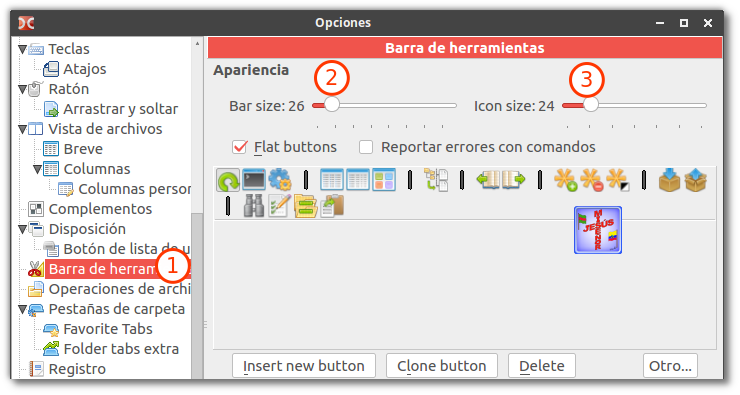 Opciones
Teclas
Atajos
Ratón
Arrastrar y soltar
Vista de archivos
Breve
Columnas
Columnas person
Complementos
Disposición
Botón de lista de u
Barra de herram
1
Operaciones de archi
Pestañas de carpeta
Favorite Tabs
Folder tabs extra
Registro
Barra de herramientas
Apariencia
2
3
Bar size: 26
Icon size: 24
Flat buttons
Reportar errores con comandos
JESÚS
Insert new button
Clone button
Delete
Otro...